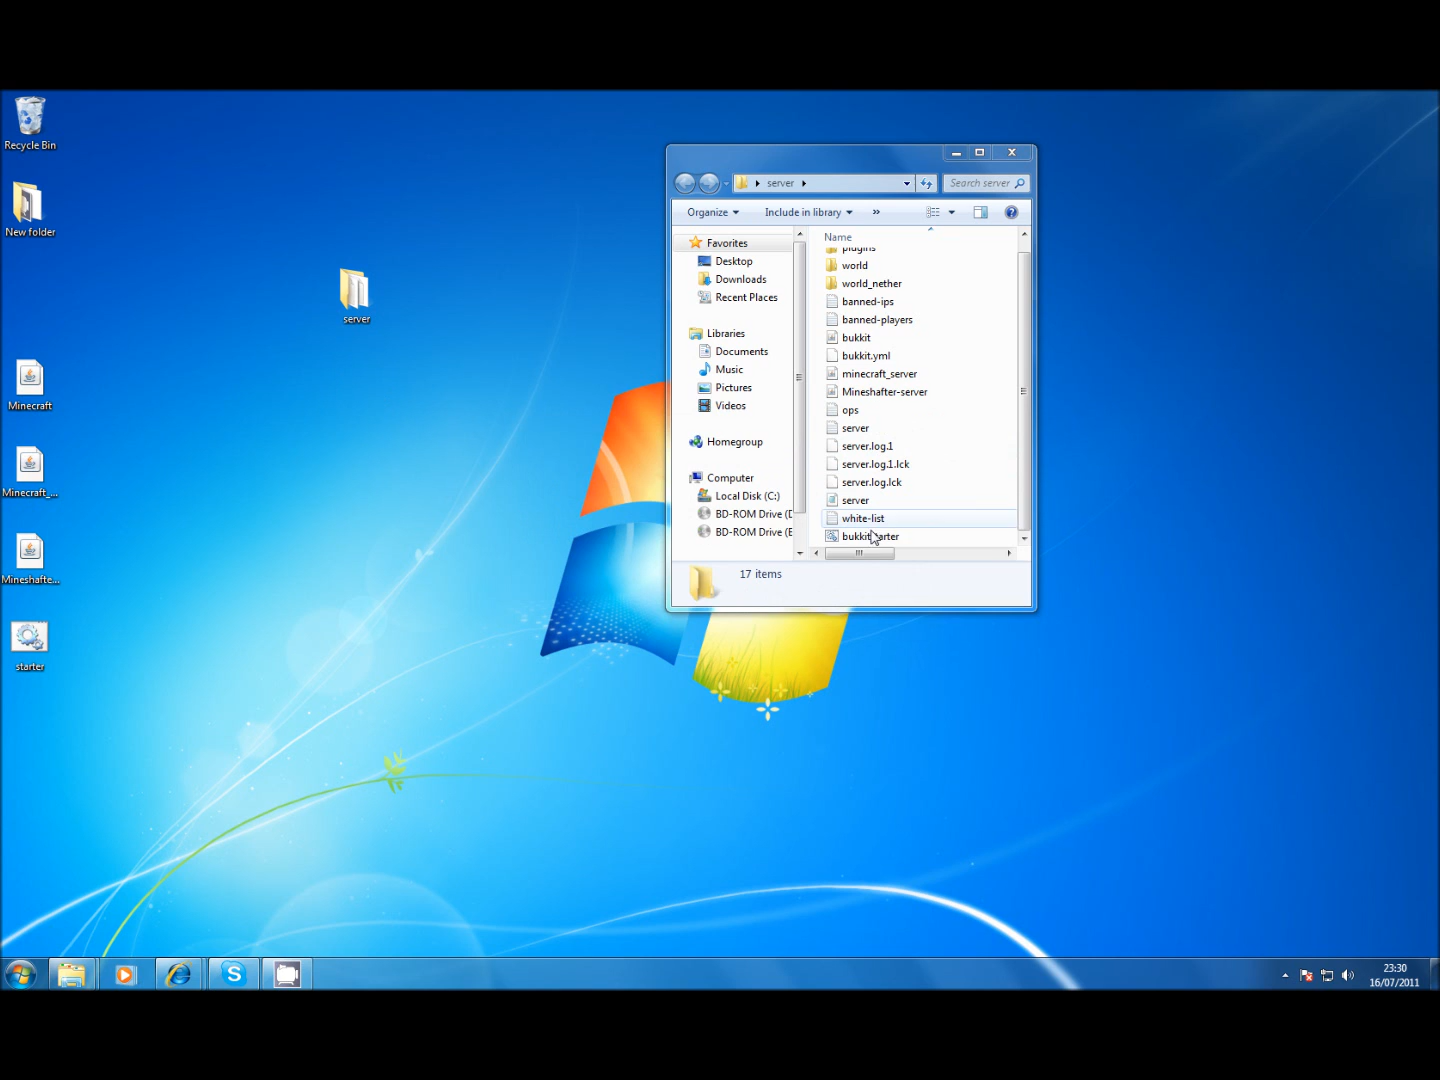 Recycle Bin
New folder
server
Minecraft
Minecraft_...
Mineshafte...
starter
server
Search server
Organize
Include in library
»
Favorites
Desktop
Downloads
Recent Places
Libraries
Documents
Music
Pictures
Videos
Homegroup
Computer
Local Disk (C:)
BD-ROM Drive (D
BD-ROM Drive (E
Name
plugins
world
world_nether
banned-ips
banned-players
bukkit
bukkit.yml
minecraft_server
Mineshafter-server
ops
server
server.log.1
server.log.1.lck
server.log.lck
server
white-list
17 items
23:30
16/07/2011